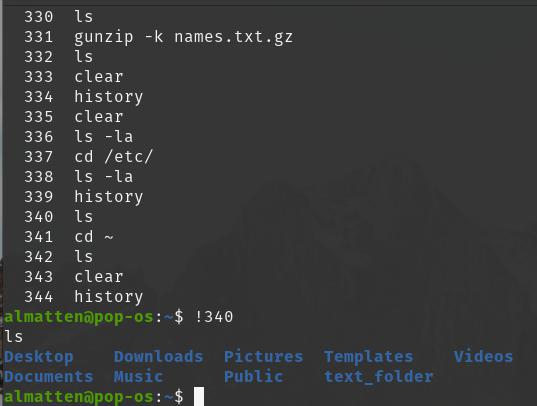 330 ls
331 gunzip -k names.txt.gz
332 ls
333 clear
334 history
335 clear
336 ls -la
337 cd /etc/
338 ls -la
339 history
340 ls
341 cd ~
342 ls
343 clear
344 history
almatten@pop-os:~$ !340
ls
Desktop Downloads Pictures Templates Videos
Documents Music Public text_folder
almatten@pop-os:~$